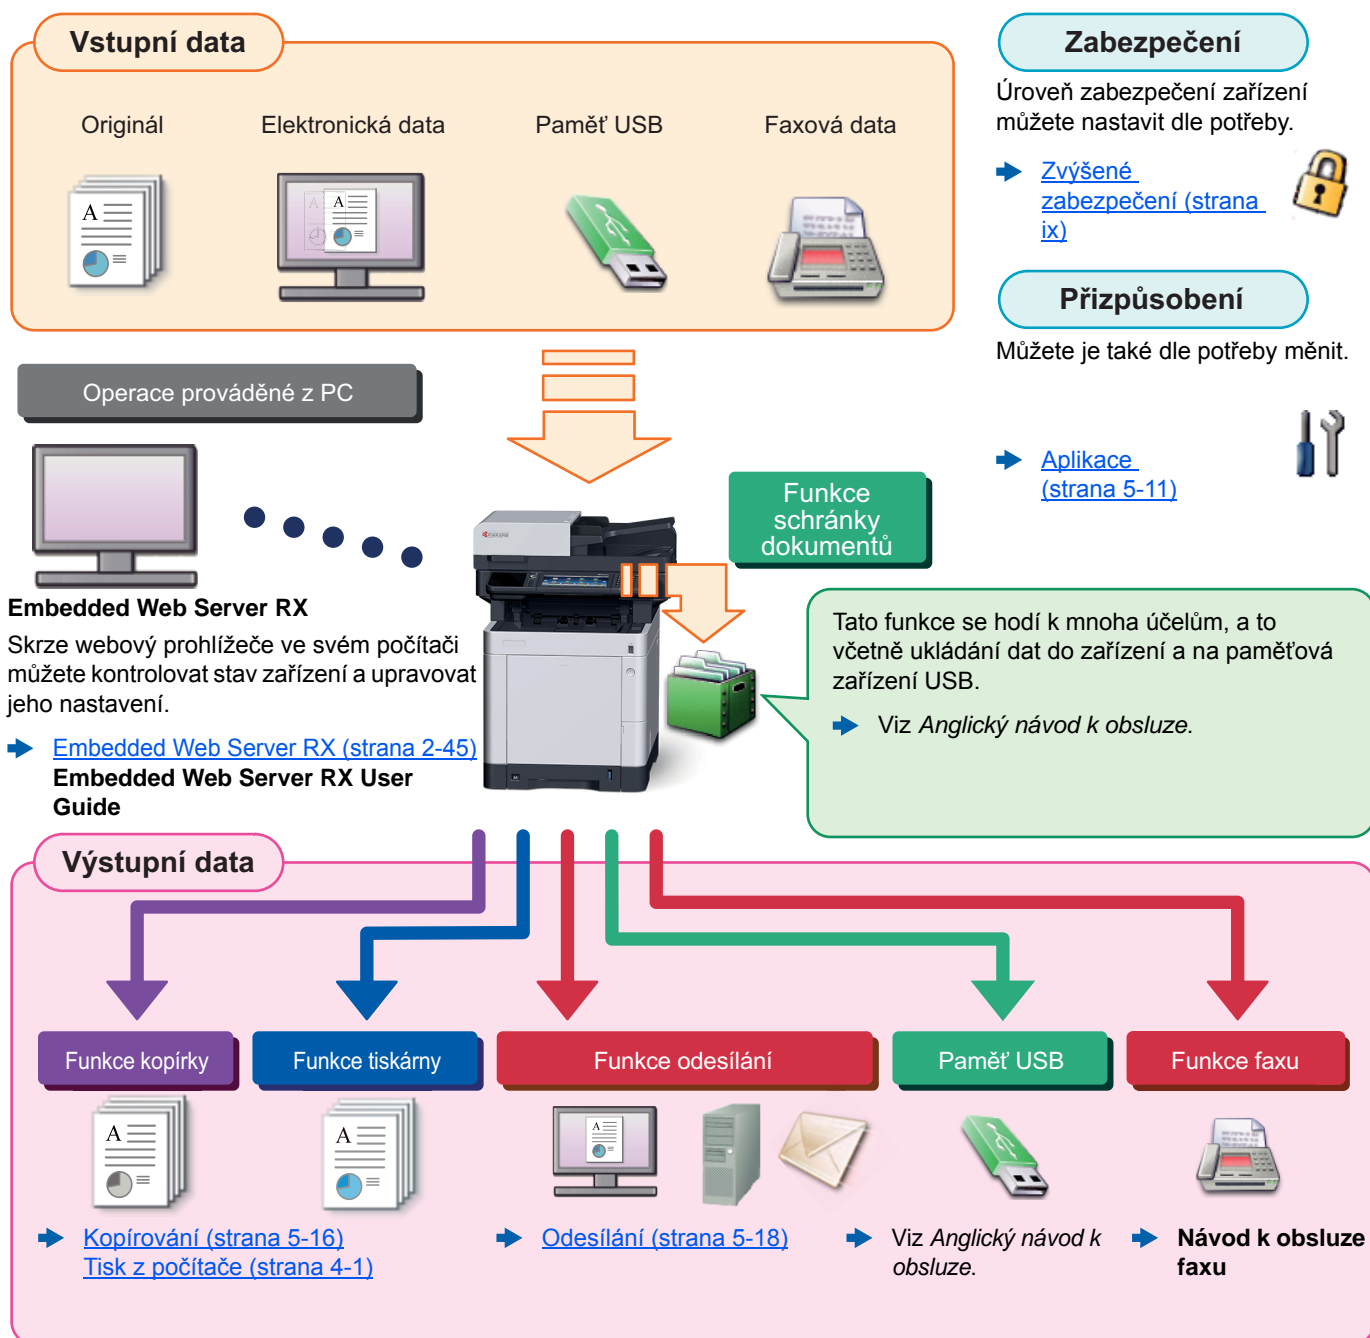 Vstupní data
Originál
Elektronická data
Paměť USB
Faxová data
Zabezpečení
Úroveň zabezpečení zařízení
můžete nastavit dle potřeby.
Zvýšené
zabezpečení (strana
ix)
Přizpůsobení
Můžete je také dle potřeby měnit.
Aplikace
(strana 5-11)
Operace prováděné z PC
Embedded Web Server RX
Skrze webový prohlížeče ve svém počítači
můžete kontrolovat stav zařízení a upravovat
jeho nastavení.
Embedded Web Server RX (strana 2-45)
Embedded Web Server RX User
Guide
Funkce
schránky
dokumentů
Tato funkce se hodí k mnoha účelům, a to
včetně ukládání dat do zařízení a na paměťová
zařízení USB.
Viz Anglický návod k obsluze.
Výstupní data
Funkce kopírky
Funkce tiskárny
Funkce odesílání
Paměť USB
Funkce faxu
Kopírování (strana 5-16)
Tisk z počítače (strana 4-1)
Odesílání (strana 5-18)
Viz Anglický návod k
obsluze.
Návod k obsluze
faxu